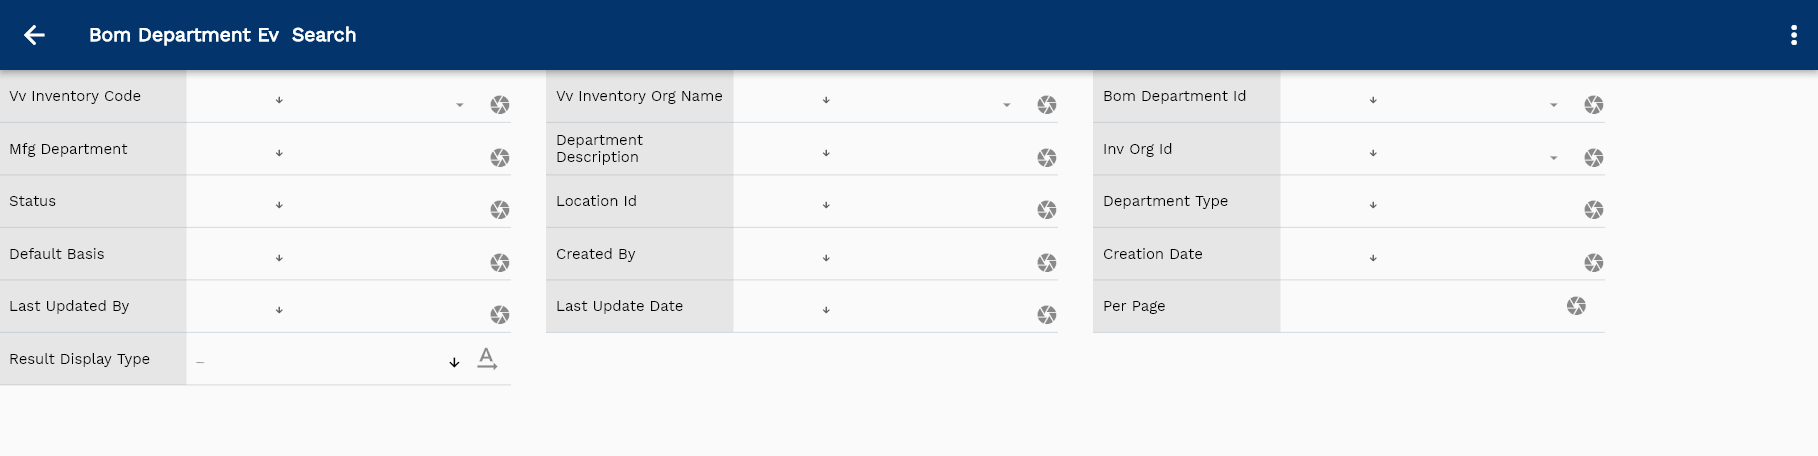 Bom Department Ev  Search
Vv Inventory Code
Vv Inventory Org Name
Bom Department Id
Mfg Department
Department
Description
Inv Org Id
Status
Location Id
Department Type
Default Basis
Created By
Creation Date
Last Updated By
Last Update Date
Per Page
Result Display Type